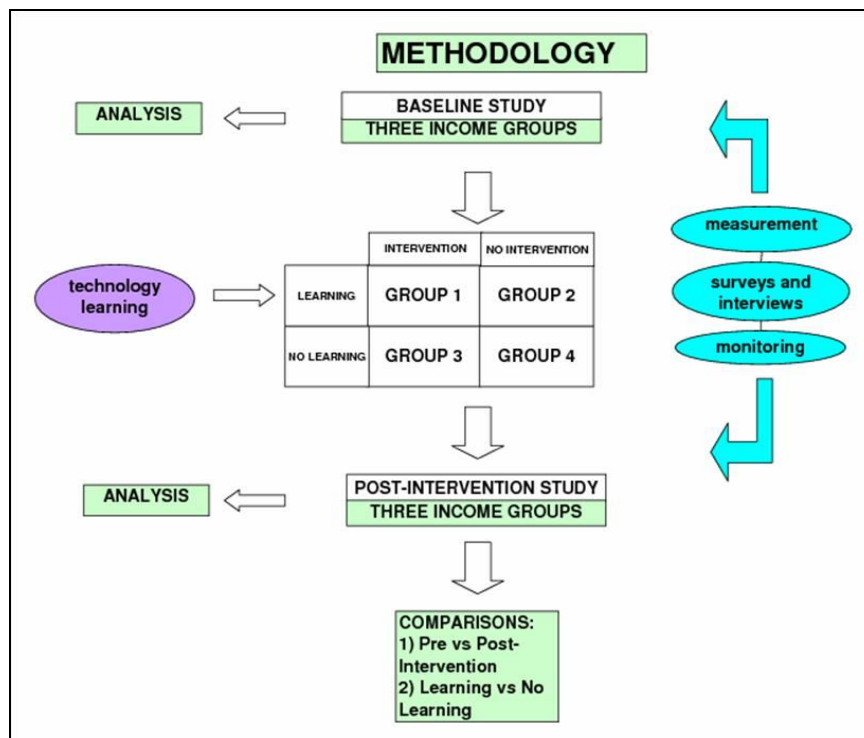 METHODOLOGY
BASELINE STUDY
THREE INCOME GROUPS
ANALYSIS
measurement
surveys and
interviews
monitoring
technology
learning
INTERVENTION
NO INTERVENTION
LEARNING
GROUP 1
GROUP 2
NO LEARNING
GROUP 3
GROUP 4
POST-INTERVENTION STUDY
THREE INCOME GROUPS
ANALYSIS
COMPARISONS:
1) Pre vs Post-
Intervention
2) Learning vs No
Learning